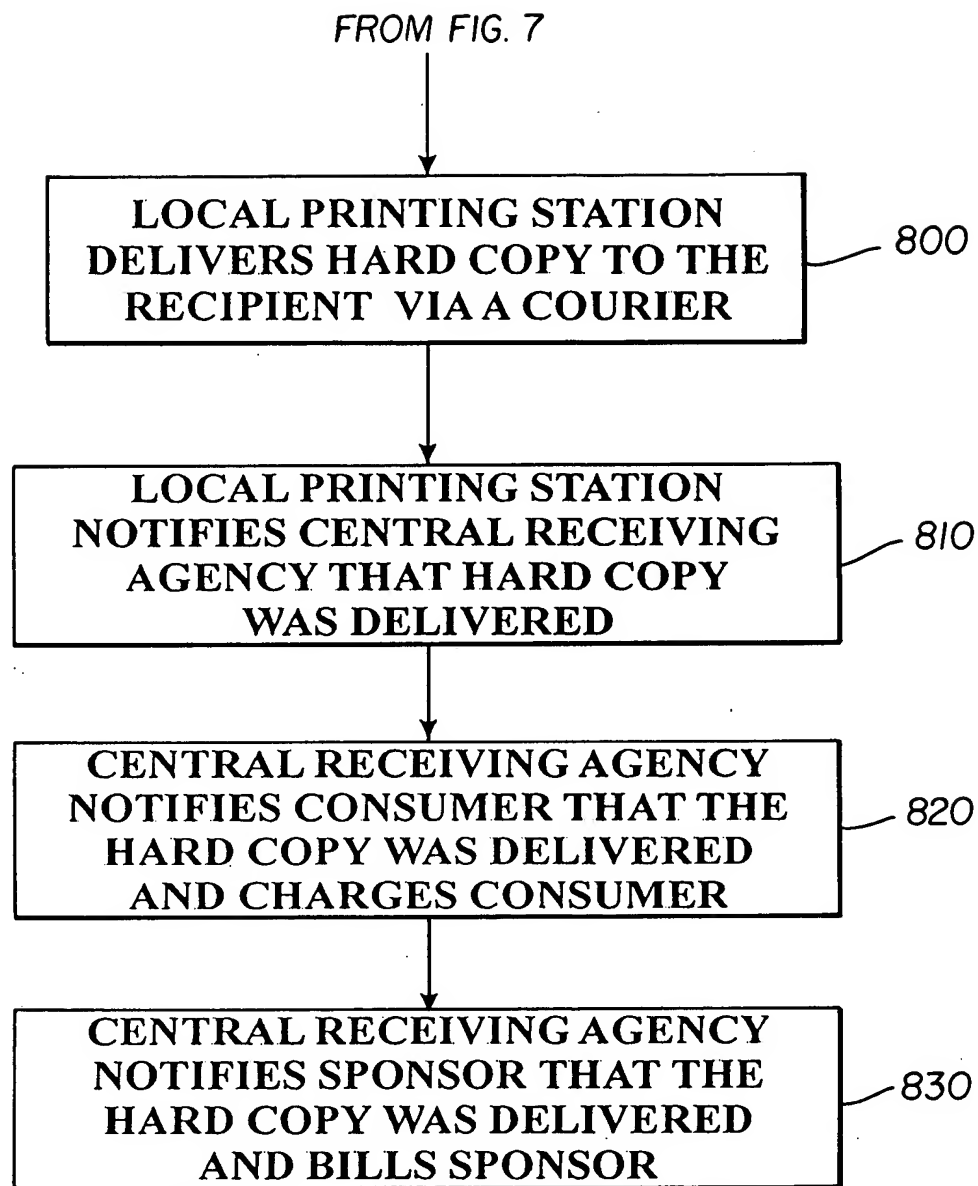 FROM FIG. 7
LOCAL PRINTING STATION
DELIVERS HARD COPY TO THE
RECIPIENT VIA A COURIER
800
LOCAL PRINTING STATION
NOTIFIES CENTRAL RECEIVING
AGENCY THAT HARD COPY
WAS DELIVERED
810
CENTRAL RECEIVING AGENCY
NOTIFIES CONSUMER THAT THE
HARD COPY WAS DELIVERED
AND CHARGES CONSUMER
820
CENTRAL RECEIVING AGENCY
NOTIFIES SPONSOR THAT THE
HARD COPY WAS DELIVERED
AND BILLS SPONSOR
830